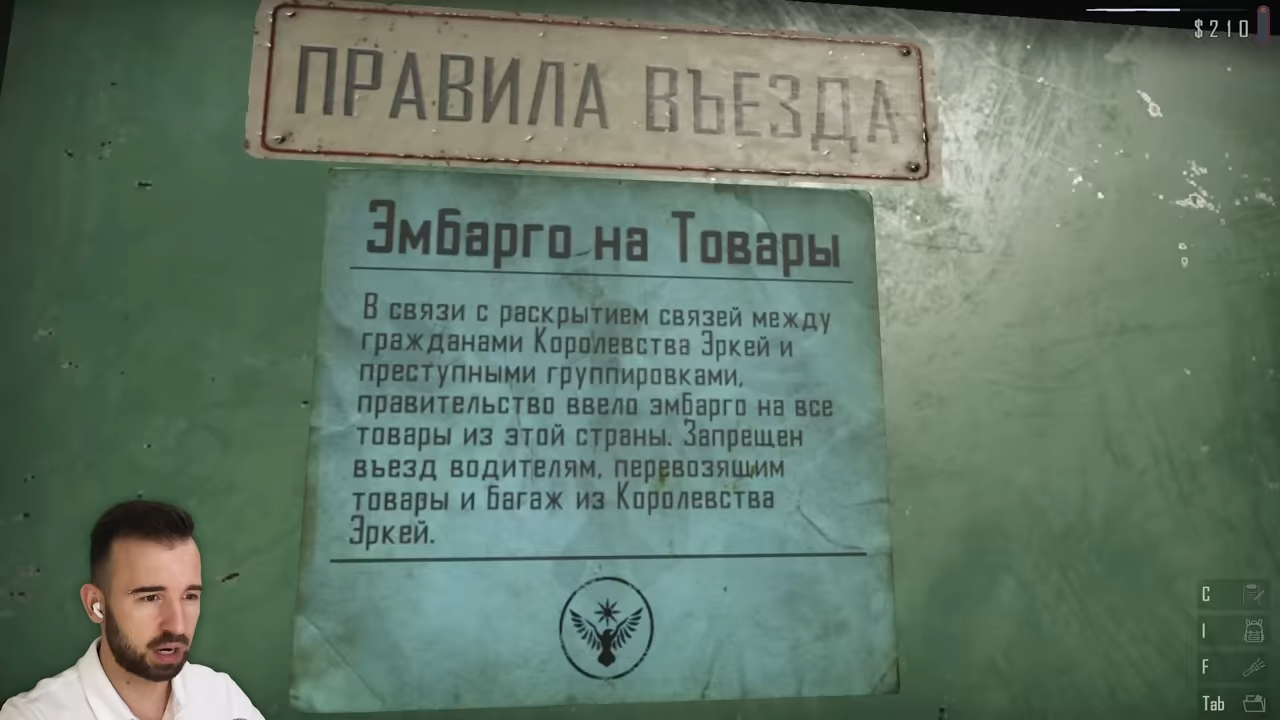 $210
ПРАВИЛА ВЪЕЗДА
Эмбарго на Товары
В связи с раскрытием связей между
гражданами Королевства Эркей и
преступными группировками,
правительство ввело эмбарго на все
товары из этой страны. Запрещен
въезд водителям, перевозящим
товары и багаж из Королевства
Эркей.
C
I
F
Tab